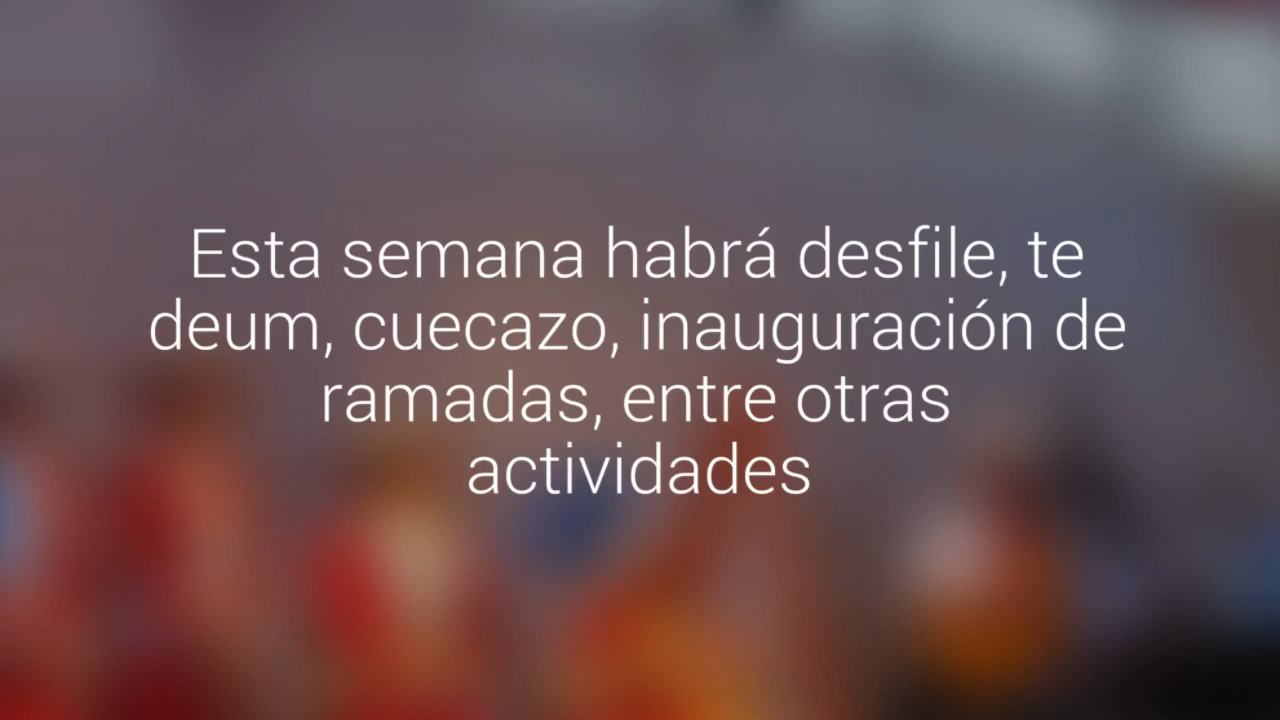 Esta semana habrá desfile, te
deum, cuecazo, inauguración de
ramadas, entre otras
actividades